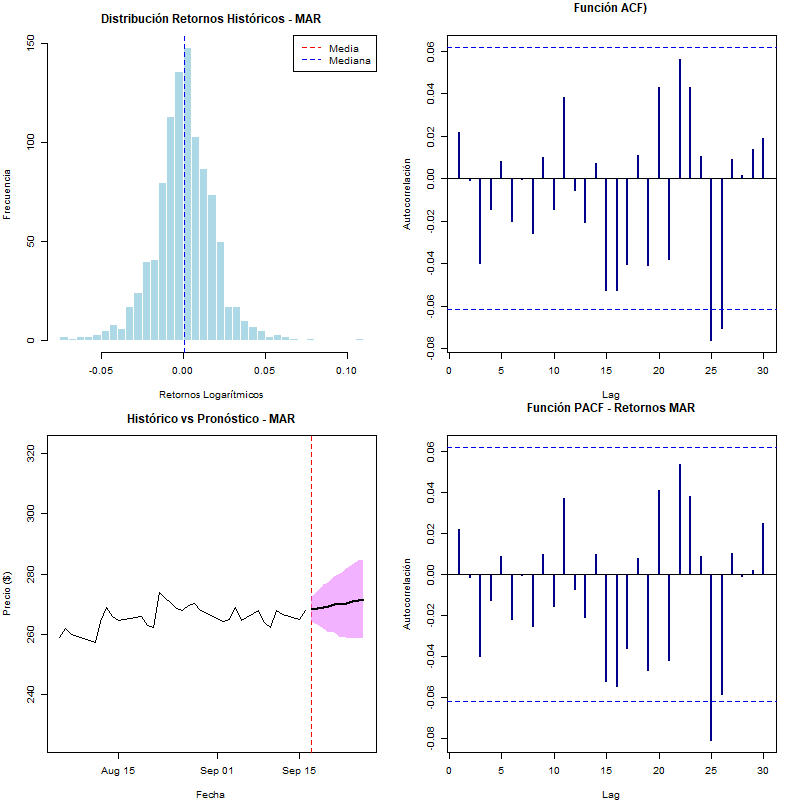 Distribución Retornos Históricos - MAR
Media
Mediana
Frecuencia
150
100
50
0
-0.05
0.00
0.05
0.10
Retornos Logarítmicos
Función ACF)
Autocorrelación
0.06
0.04
0.02
0.00
-0.02
-0.04
-0.06
-0.08
0
5
10
15
20
25
30
Lag
Histórico vs Pronóstico - MAR
Precio ($)
320
300
280
260
240
Aug 15
Sep 01
Sep 15
Fecha
Función PACF - Retornos MAR
Autocorrelación
0.06
0.04
0.02
0.00
-0.02
-0.04
-0.06
-0.08
0
5
10
15
20
25
30
Lag